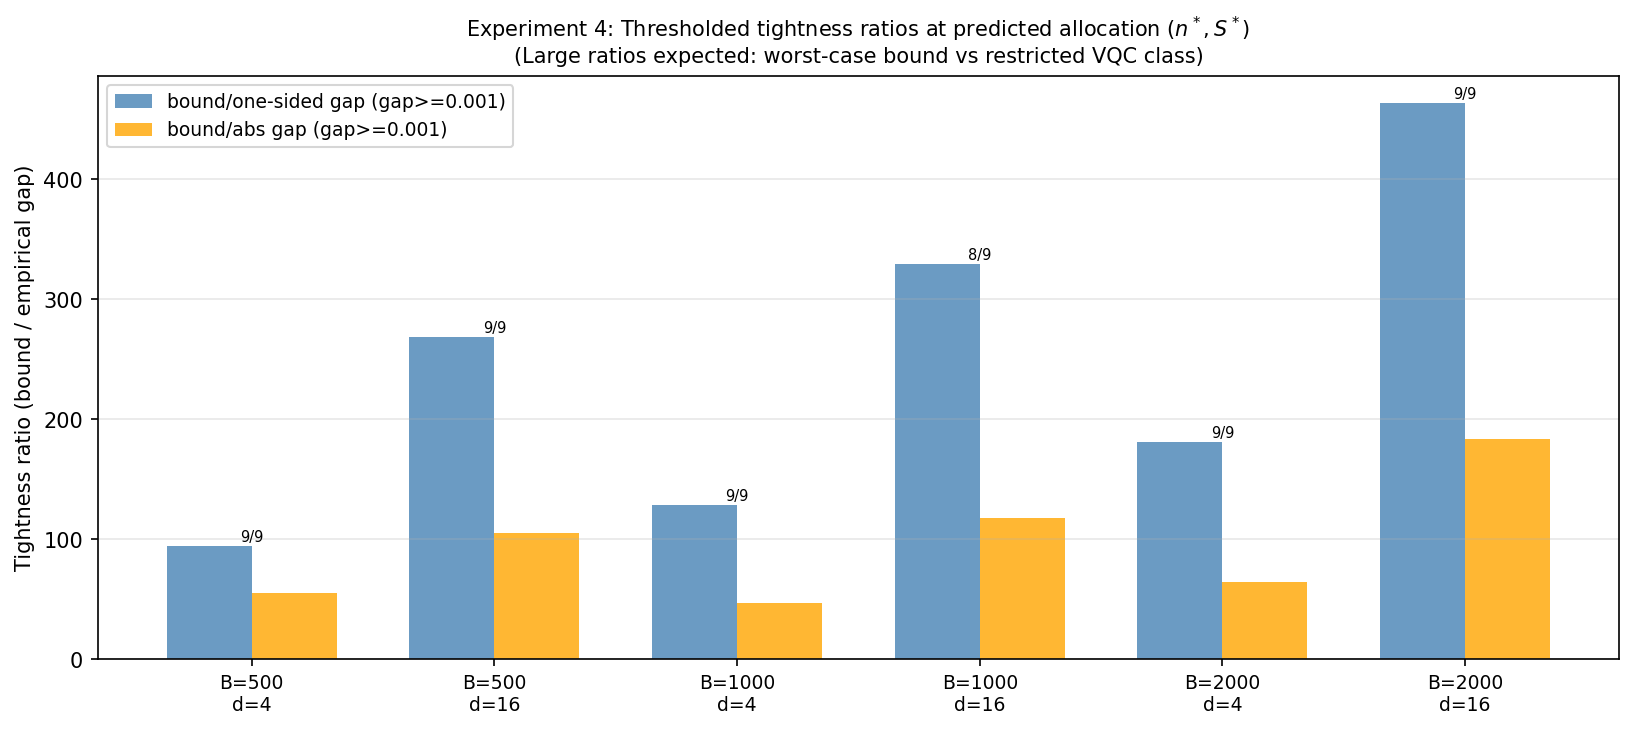 Experiment 4: Thresholded tightness ratios at predicted allocation (n*, S*)
(Large ratios expected: worst-case bound vs restricted VQC class)
bound/one-sided gap (gap>=0.001)
bound/abs gap (gap>=0.001)
Tightness ratio (bound / empirical gap)
400
300
200
100
0
9/9
9/9
9/9
8/9
9/9
9/9
B=500
d=4
B=500
d=16
B=1000
d=4
B=1000
d=16
B=2000
d=4
B=2000
d=16